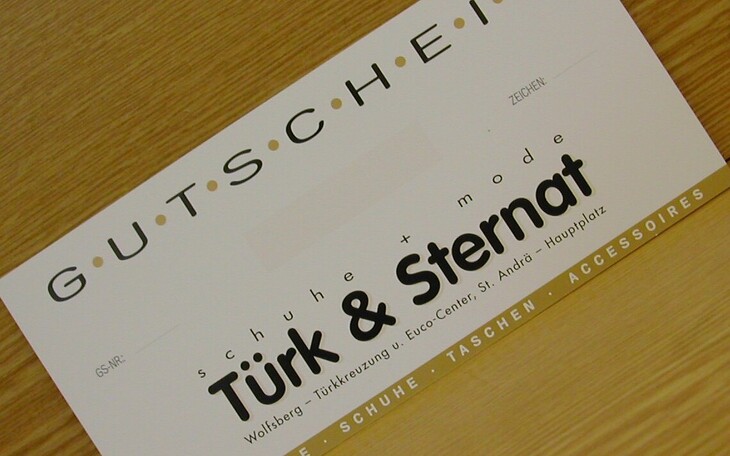 G·U·T·S·C·H·E·I
ZEICHEN:
GS-NR.:
schuhe + mode
Türk & Sternat
Wolfsberg – Türkkreuzung u. Euco-Center, St. Andrä – Hauptplatz
E · SCHUHE · TASCHEN · ACCESSOIRES